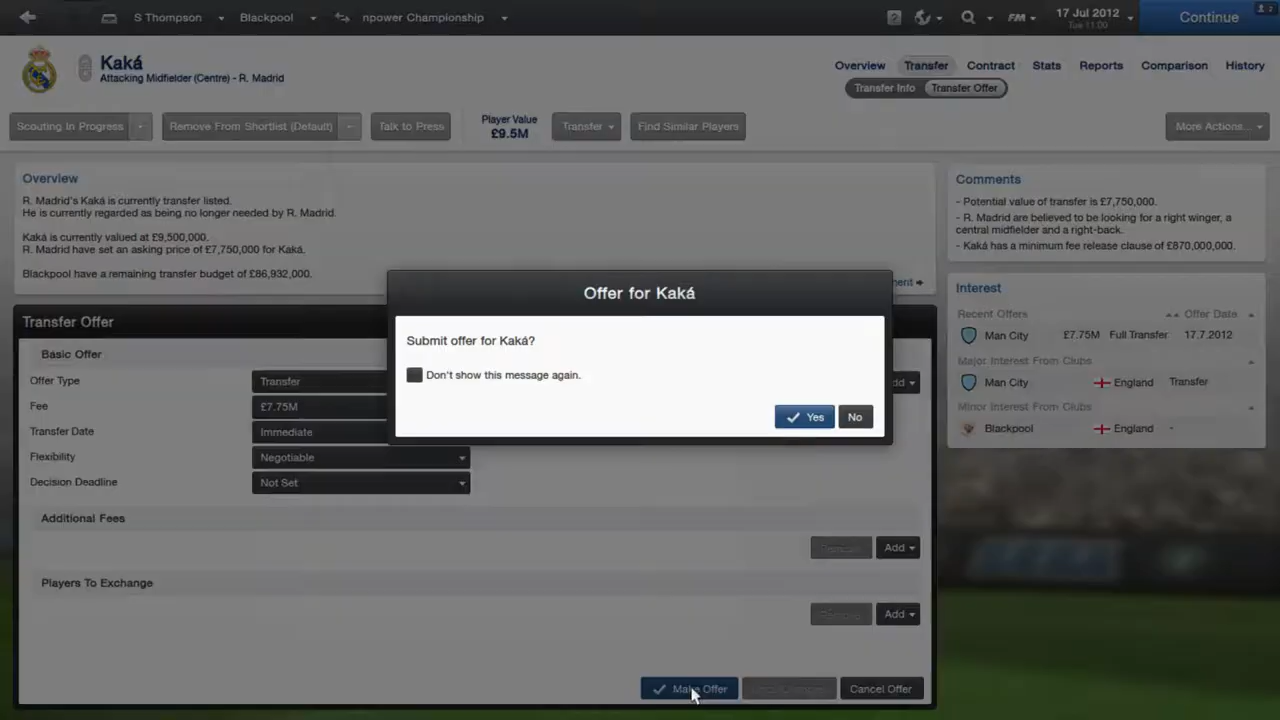 S Thompson
Blackpool
npower Championship
FM
17 Jul 2012
Tue 11:00
Continue
2
Kaká
Attacking Midfielder (Centre) - R. Madrid
Overview
Transfer
Contract
Stats
Reports
Comparison
History
Transfer Info
Transfer Offer
Scouting In Progress
Remove From Shortlist (Default)
Talk to Press
Player Value
£9.5M
Transfer
Find Similar Players
More Actions...
Overview
R. Madrid's Kaká is currently transfer listed.
He is currently regarded as being no longer needed by R. Madrid.
Kaká is currently valued at £9,500,000.
R. Madrid have set an asking price of £7,750,000 for Kaká.
Blackpool have a remaining transfer budget of £86,932,000.
Comments
- Potential value of transfer is £7,750,000.
- R. Madrid are believed to be looking for a right winger, a
central midfielder and a right-back.
- Kaká has a minimum fee release clause of £870,000,000.
Interest
Recent Offers
Offer Date
Man City
£7.75M
Full Transfer
17.7.2012
Major Interest From Clubs
Man City
England
Transfer
Minor Interest From Clubs
Blackpool
England
-
Offer for Kaká
Submit offer for Kaká?
Don't show this message again.
Yes
No
Transfer Offer
Basic Offer
Offer Type
Transfer
Fee
£7.75M
Transfer Date
Immediate
Flexibility
Negotiable
Decision Deadline
Not Set
Additional Fees
Remove
Add
Players To Exchange
Remove
Add
Make Offer
Cancel Offer